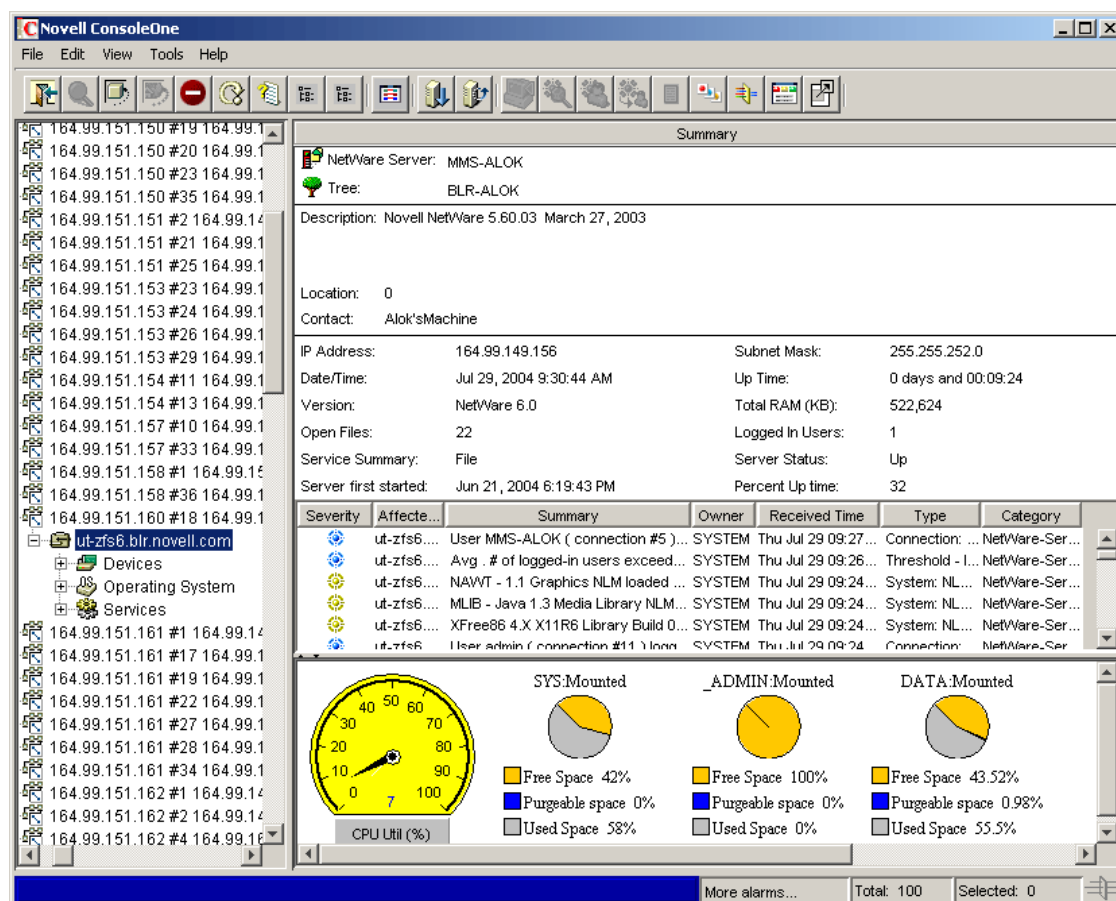 Novell ConsoleOne
File Edit View Tools Help
164.99.151.150 #19 164.99.1
164.99.151.150 #20 164.99.1
164.99.151.150 #23 164.99.1
164.99.151.150 #35 164.99.1
164.99.151.151 #2 164.99.14
164.99.151.151 #21 164.99.1
164.99.151.151 #25 164.99.1
164.99.151.153 #23 164.99.1
164.99.151.153 #24 164.99.1
164.99.151.153 #26 164.99.1
164.99.151.153 #29 164.99.1
164.99.151.154 #11 164.99.1
164.99.151.154 #13 164.99.1
164.99.151.157 #10 164.99.1
164.99.151.157 #33 164.99.1
164.99.151.158 #1 164.99.15
164.99.151.158 #36 164.99.1
164.99.151.160 #18 164.99.1
ut-zfs6.blr.novell.com
Devices
Operating System
Services
164.99.151.161 #1 164.99.14
164.99.151.161 #17 164.99.1
164.99.151.161 #19 164.99.1
164.99.151.161 #22 164.99.1
164.99.151.161 #27 164.99.1
164.99.151.161 #28 164.99.1
164.99.151.161 #34 164.99.1
164.99.151.162 #1 164.99.14
164.99.151.162 #2 164.99.14
164.99.151.162 #4 164.99.16
Summary
NetWare Server: MMS-ALOK
Tree: BLR-ALOK
Description: Novell NetWare 5.60.03 March 27, 2003
Location: 0
Contact: Alok'sMachine
IP Address: 164.99.149.156 Subnet Mask: 255.255.252.0
Date/Time: Jul 29, 2004 9:30:44 AM Up Time: 0 days and 00:09:24
Version: NetWare 6.0 Total RAM (KB): 522,624
Open Files: 22 Logged In Users: 1
Service Summary: File Server Status: Up
Server first started: Jun 21, 2004 6:19:43 PM Percent Up time: 32
Severity Affecte... Summary Owner Received Time Type Category
ut-zfs6.... User MMS-ALOK ( connection #5 )... SYSTEM Thu Jul 29 09:27... Connection: ... NetWare-Ser...
ut-zfs6.... Avg . # of logged-in users exceed... SYSTEM Thu Jul 29 09:26... Threshold - l... NetWare-Ser...
ut-zfs6.... NAWT - 1.1 Graphics NLM loaded ... SYSTEM Thu Jul 29 09:24... System: NL... NetWare-Ser...
ut-zfs6.... MLIB - Java 1.3 Media Library NLM... SYSTEM Thu Jul 29 09:24... System: NL... NetWare-Ser...
ut-zfs6.... XFree86 4.X X11R6 Library Build 0... SYSTEM Thu Jul 29 09:24... System: NL... NetWare-Ser...
ut-zfs6 User admin ( connection #11 ) logg SYSTEM Thu Jul 29 09:24 Connection: NetWare-Ser
0 10 20 30 40 50 60 70 80 90 100
7
CPU Util (%)
SYS:Mounted
Free Space 42%
Purgeable space 0%
Used Space 58%
_ADMIN:Mounted
Free Space 100%
Purgeable space 0%
Used Space 0%
DATA:Mounted
Free Space 43.52%
Purgeable space 0.98%
Used Space 55.5%
More alarms... Total: 100 Selected: 0